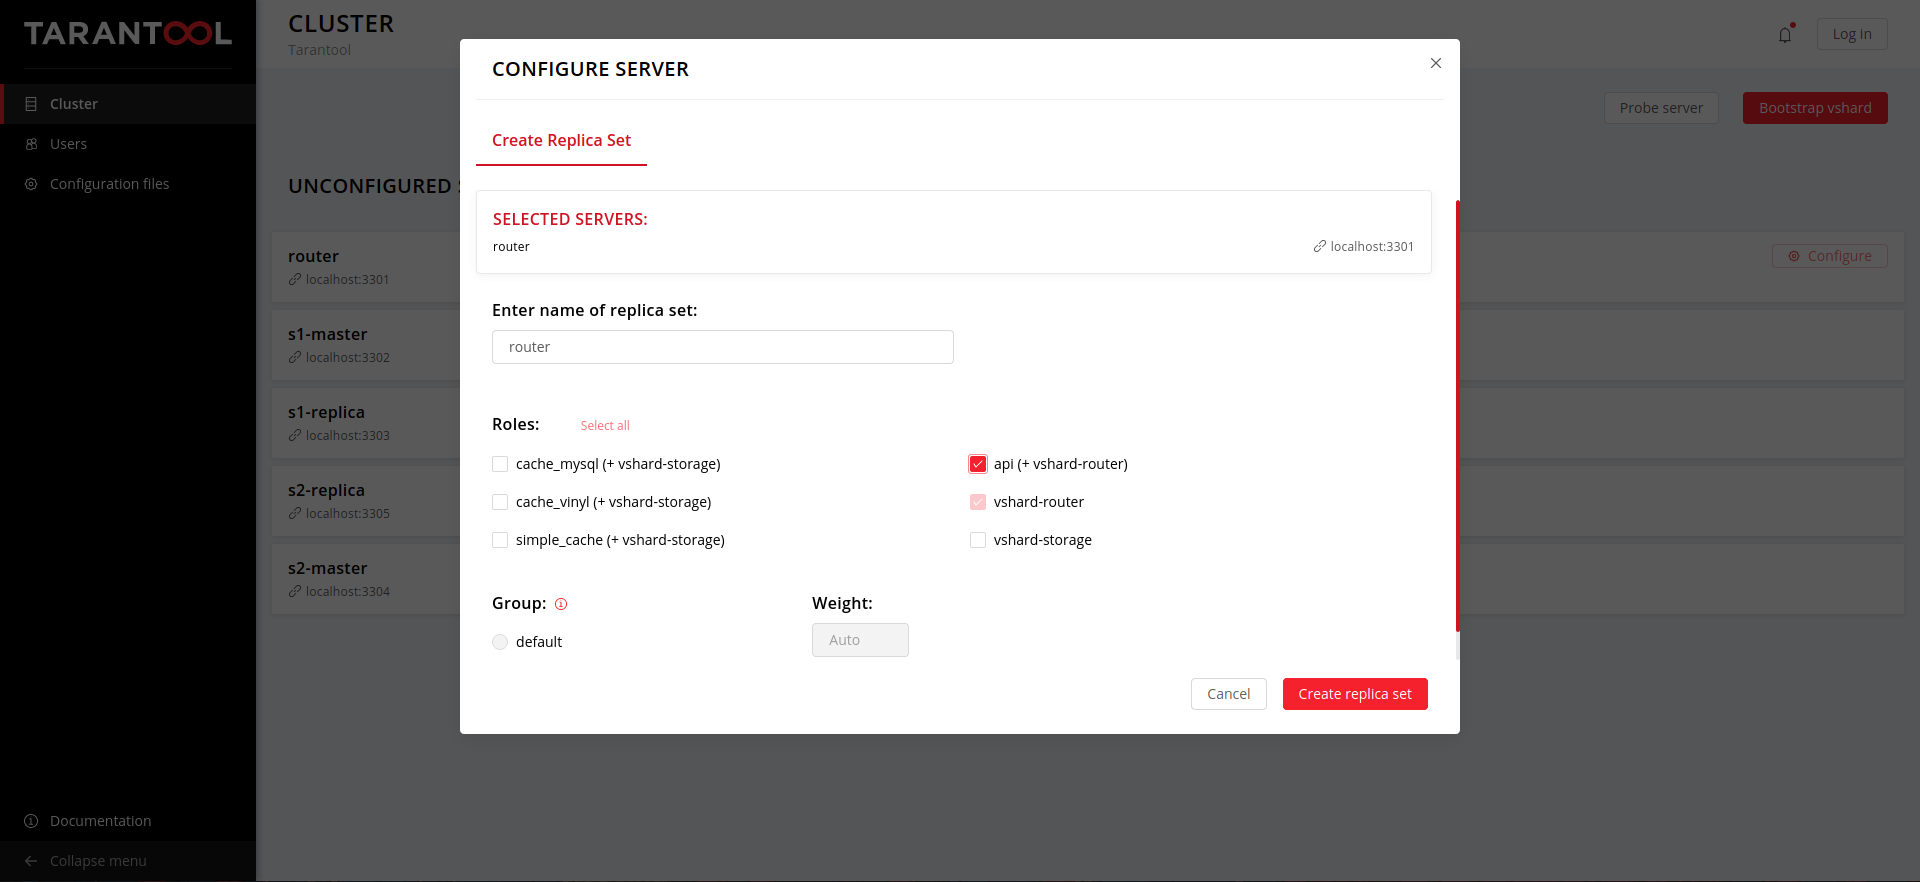 TARANTOOL
Cluster
Users
Configuration files
Documentation
Collapse menu
CLUSTER
Tarantool
Log in
Probe server
Bootstrap vshard
UNCONFIGURED
router
localhost:3301
Configure
s1-master
localhost:3302
s1-replica
localhost:3303
s2-replica
localhost:3305
s2-master
localhost:3304
CONFIGURE SERVER
Create Replica Set
SELECTED SERVERS:
router localhost:3301
Enter name of replica set:
router
Roles: Select all
cache_mysql (+ vshard-storage) api (+ vshard-router)
cache_vinyl (+ vshard-storage) vshard-router
simple_cache (+ vshard-storage) vshard-storage
Group: Weight:
default Auto
Cancel Create replica set